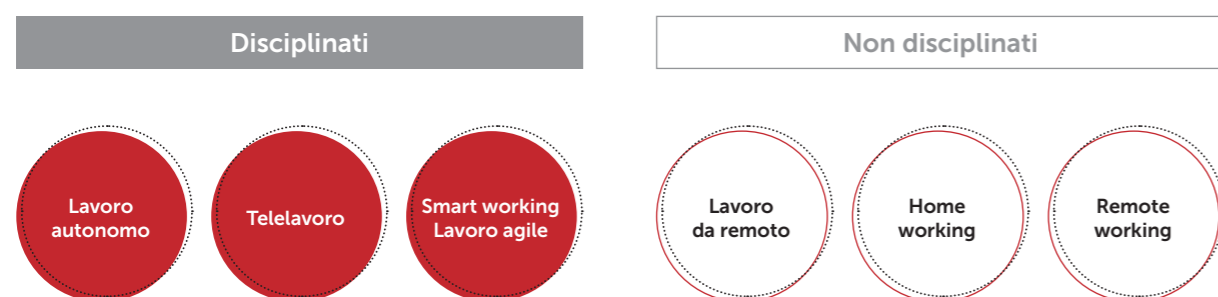 Disciplinati
Non disciplinati
Lavoro
autonomo
Telelavoro
Smart working
Lavoro agile
Lavoro
da remoto
Home
working
Remote
working